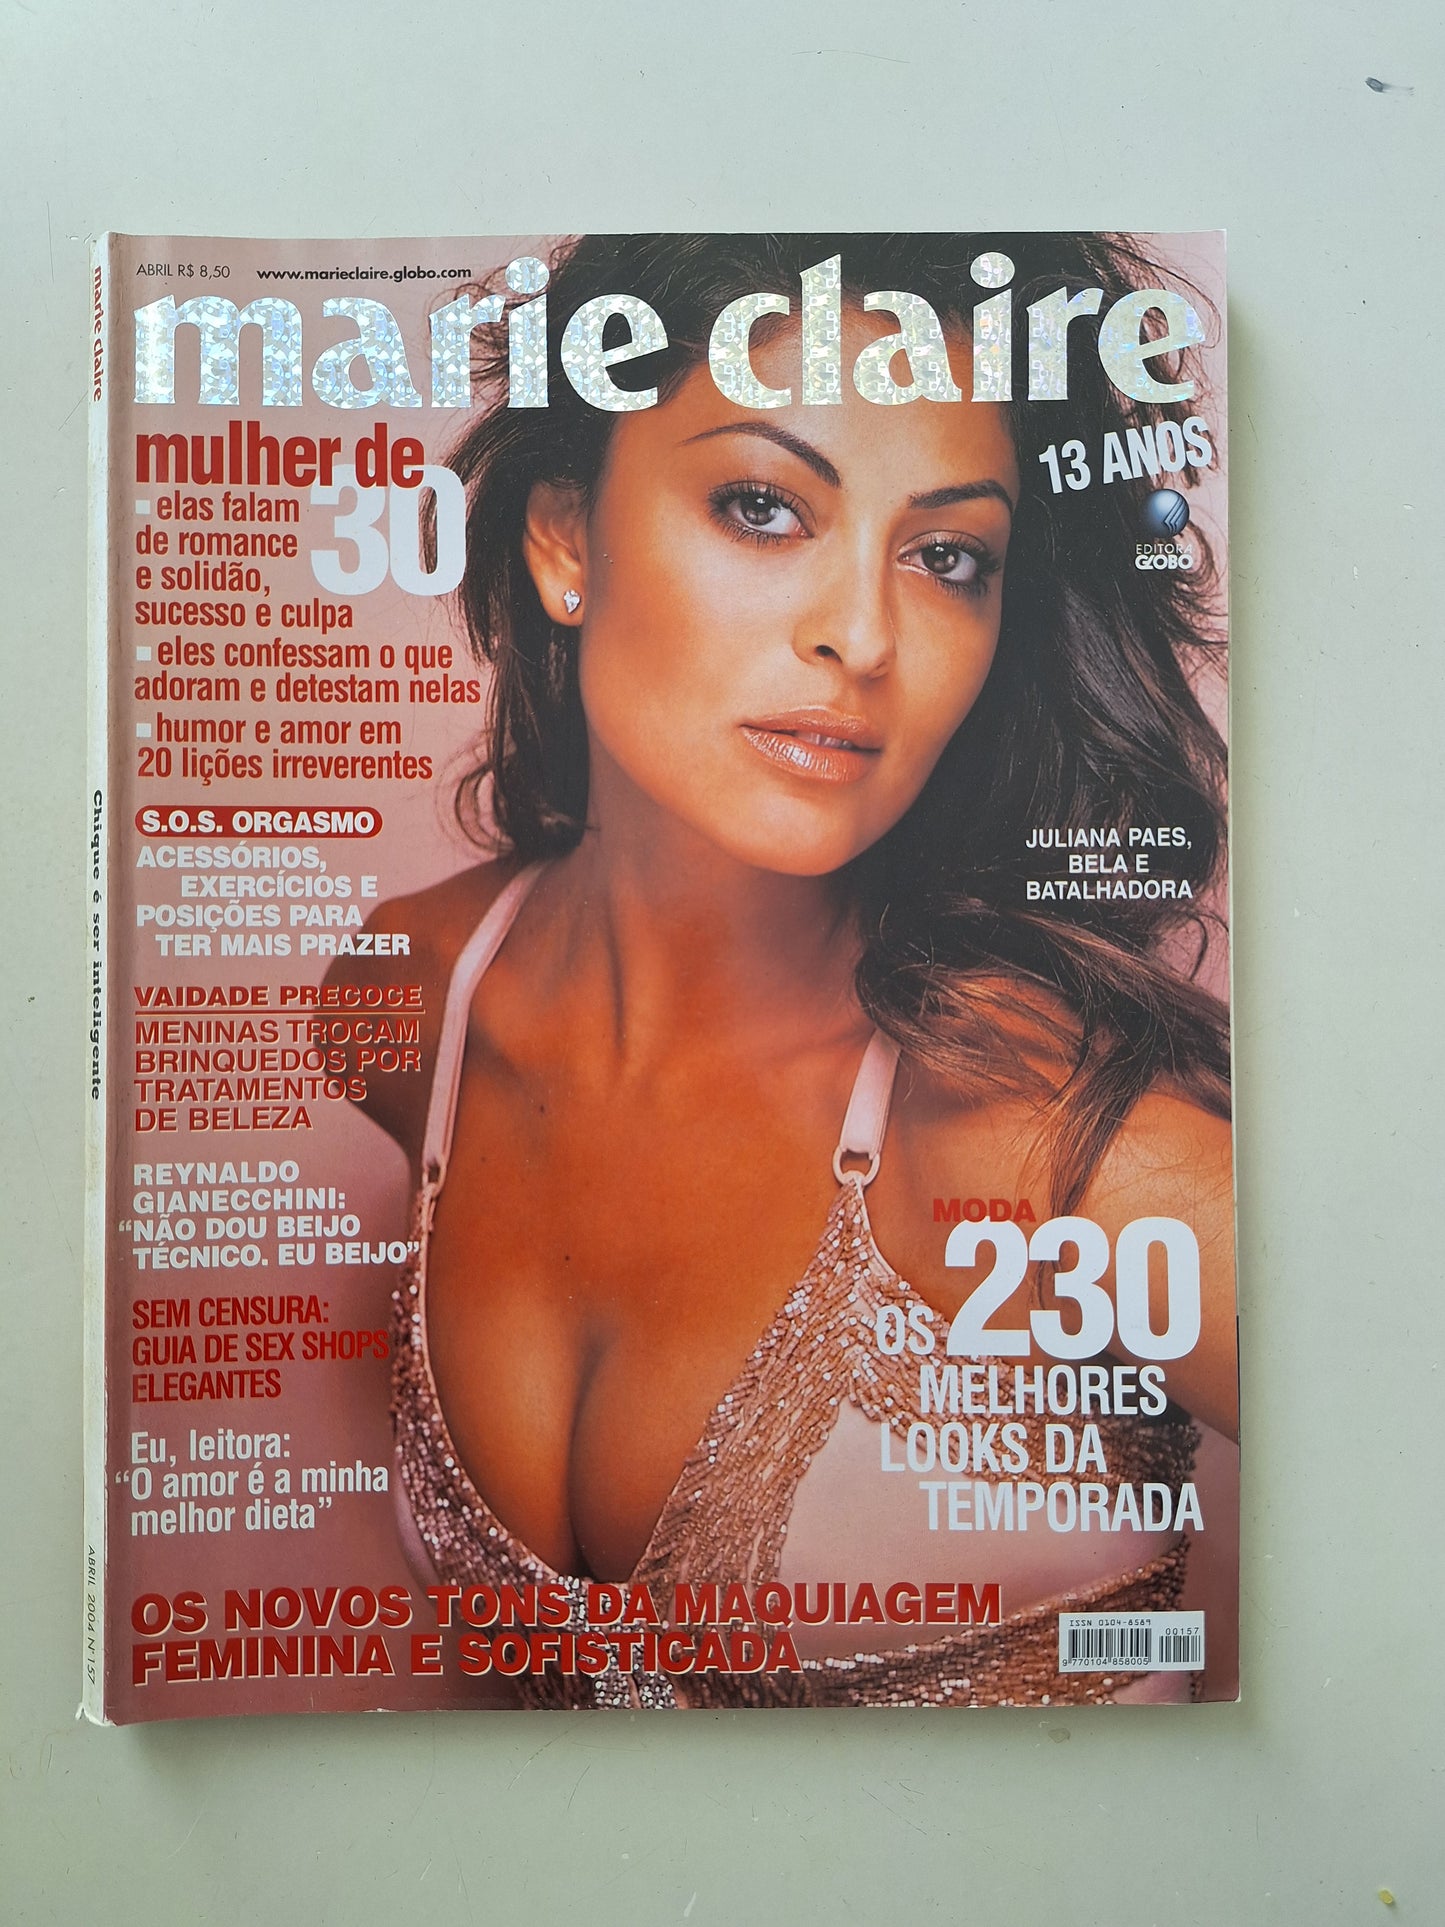 ABRIL R$ 8,50 www.marieclaire.globo.com
marie claire
13 ANOS
EDITORA
GLOBO
mulher de
30
elas falam
de romance
e solidão,
sucesso e culpa
eles confessam o que
adoram e detestam nelas
humor e amor em
20 lições irreverentes
S.O.S. ORGASMO
ACESSÓRIOS,
EXERCÍCIOS E
POSIÇÕES PARA
TER MAIS PRAZER
VAIDADE PRECOCE
MENINAS TROCAM
BRINQUEDOS POR
TRATAMENTOS
DE BELEZA
REYNALDO
GIANECCHINI:
“NÃO DOU BEIJO
TÉCNICO. EU BEIJO”
SEM CENSURA:
GUIA DE SEX SHOPS
ELEGANTES
Eu, leitora:
“O amor é a minha
melhor dieta”
JULIANA PAES,
BELA E
BATALHADORA
MODA
OS 230
MELHORES
LOOKS DA
TEMPORADA
OS NOVOS TONS DA MAQUIAGEM
FEMININA E SOFISTICADA
ISSN 0104-8589
00157
9 770104 858005
marie claire
Chique é ser inteligente
ABRIL 2004 Nº 157